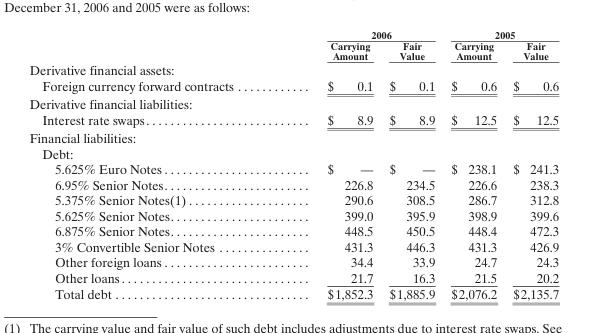 December 31, 2006 and 2005 were as follows:
2006 2005
Carrying Amount Fair Value Carrying Amount Fair Value
Derivative financial assets:
Foreign currency forward contracts ............ $ 0.1 $ 0.1 $ 0.6 $ 0.6
Derivative financial liabilities:
Interest rate swaps........................... $ 8.9 $ 8.9 $ 12.5 $ 12.5
Financial liabilities:
Debt:
5.625% Euro Notes........................ $ — $ — $ 238.1 $ 241.3
6.95% Senior Notes........................ 226.8 234.5 226.6 238.3
5.375% Senior Notes(1).................... 290.6 308.5 286.7 312.8
5.625% Senior Notes....................... 399.0 395.9 398.9 399.6
6.875% Senior Notes....................... 448.5 450.5 448.4 472.3
3% Convertible Senior Notes ............... 431.3 446.3 431.3 426.9
Other foreign loans........................ 34.4 33.9 24.7 24.3
Other loans............................... 21.7 16.3 21.5 20.2
Total debt ................................ $1,852.3 $1,885.9 $2,076.2 $2,135.7
(1) The carrying value and fair value of such debt includes adjustments due to interest rate swaps. See